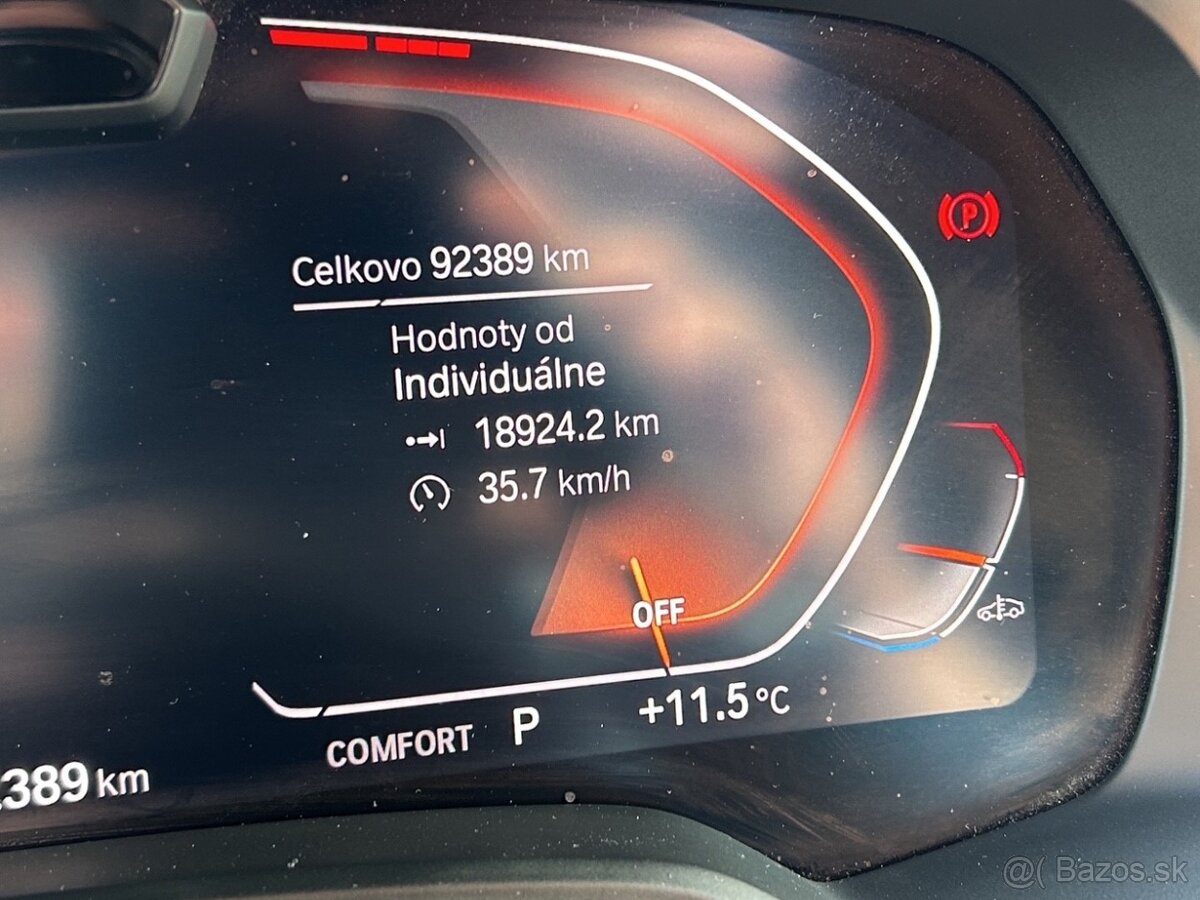 Celkovo 92389 km
Hodnoty od
Individuálne
18924.2 km
35.7 km/h
OFF
P
COMFORT P +11.5 °C
.389 km
@( Bazos.sk